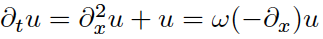 ∂ₜu = ∂ₓ²u + u = ω(−∂ₓ)u